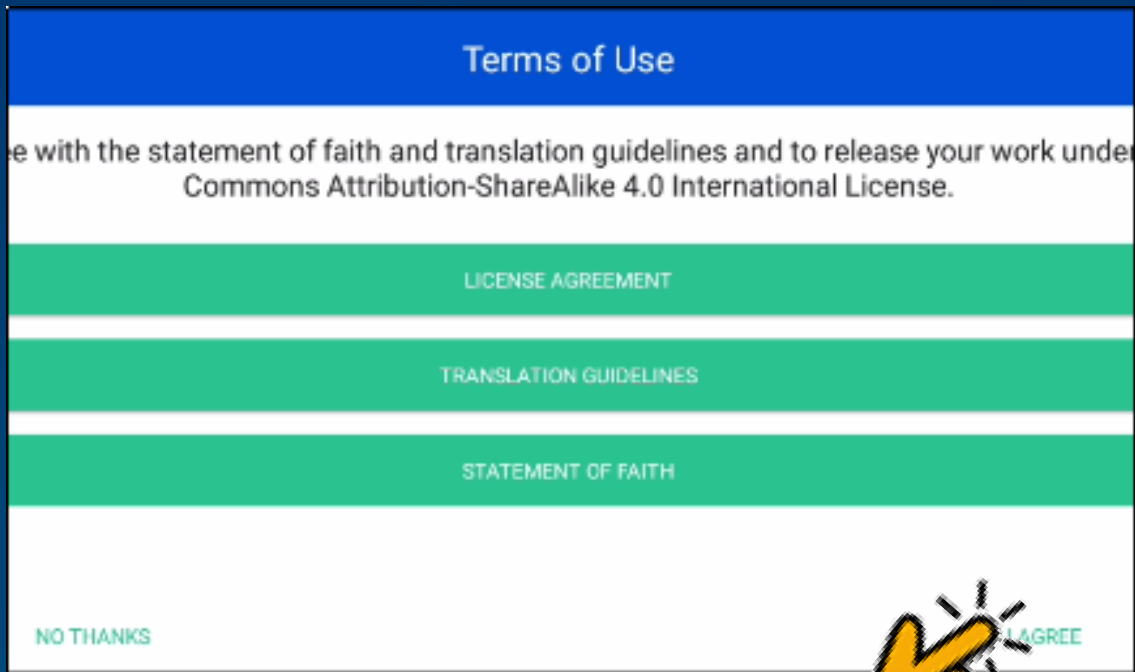 Terms of Use
e with the statement of faith and translation guidelines and to release your work under
Commons Attribution-ShareAlike 4.0 International License.
LICENSE AGREEMENT
TRANSLATION GUIDELINES
STATEMENT OF FAITH
NO THANKS
AGREE